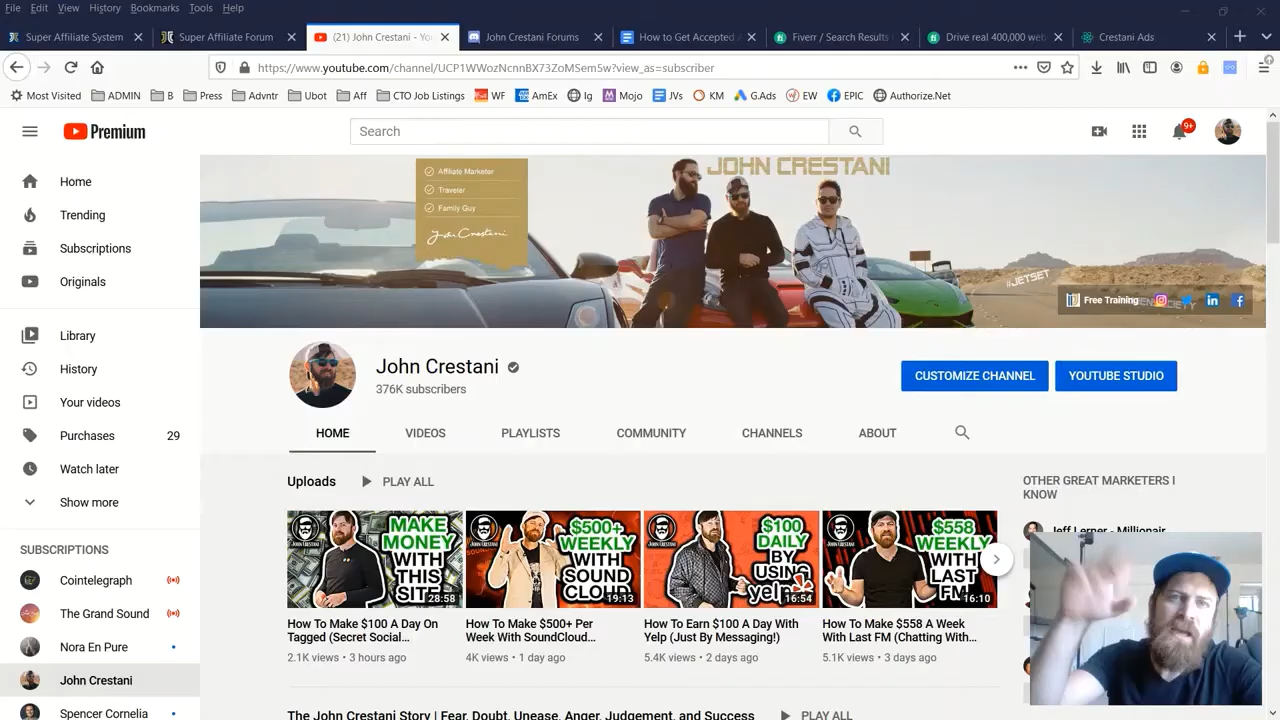 File Edit View History Bookmarks Tools Help
Super Affiliate System
Super Affiliate Forum
(21) John Crestani - Yo
John Crestani Forums
How to Get Accepted
Fiverr / Search Results
Drive real 400,000 web
Crestani Ads
https://www.youtube.com/channel/UCP1WWozNcnnBX73ZoMSem5w?view_as=subscriber
Most Visited ADMIN B Press Advntr Ubot Aff CTO Job Listings WF AmEx Ig Mojo JVs KM G.Ads EW EPIC Authorize.Net
Premium
Search
9+
Home
Trending
Subscriptions
Originals
Library
History
Your videos
Purchases 29
Watch later
Show more
SUBSCRIPTIONS
Cointelegraph
The Grand Sound
Nora En Pure
John Crestani
Spencer Cornelia
Affiliate Marketer
Traveler
Family Guy
John Crestani
JOHN CRESTANI
#JETSET
Free Training
John Crestani
376K subscribers
CUSTOMIZE CHANNEL
YOUTUBE STUDIO
HOME VIDEOS PLAYLISTS COMMUNITY CHANNELS ABOUT
Uploads PLAY ALL
MAKE
MONEY
WITH
THIS
28:58
How To Make $100 A Day On
Tagged (Secret Social...
2.1K views • 3 hours ago
$500+
WEEKLY
WITH
SOUND
CLOUD
19:13
How To Make $500+ Per
Week With SoundCloud...
4K views • 1 day ago
$100
DAILY
BY
USING
yelp
16:54
How To Earn $100 A Day With
Yelp (Just By Messaging!)
5.4K views • 2 days ago
$558
WEEKLY
WITH
LAST
FM
16:10
How To Make $558 A Week
With Last FM (Chatting With...
5.1K views • 3 days ago
OTHER GREAT MARKETERS I
KNOW
Jeff Lerner - Millionair
The John Crestani Story | Fear, Doubt, Unease, Anger, Judgement, and Success
PLAY ALL